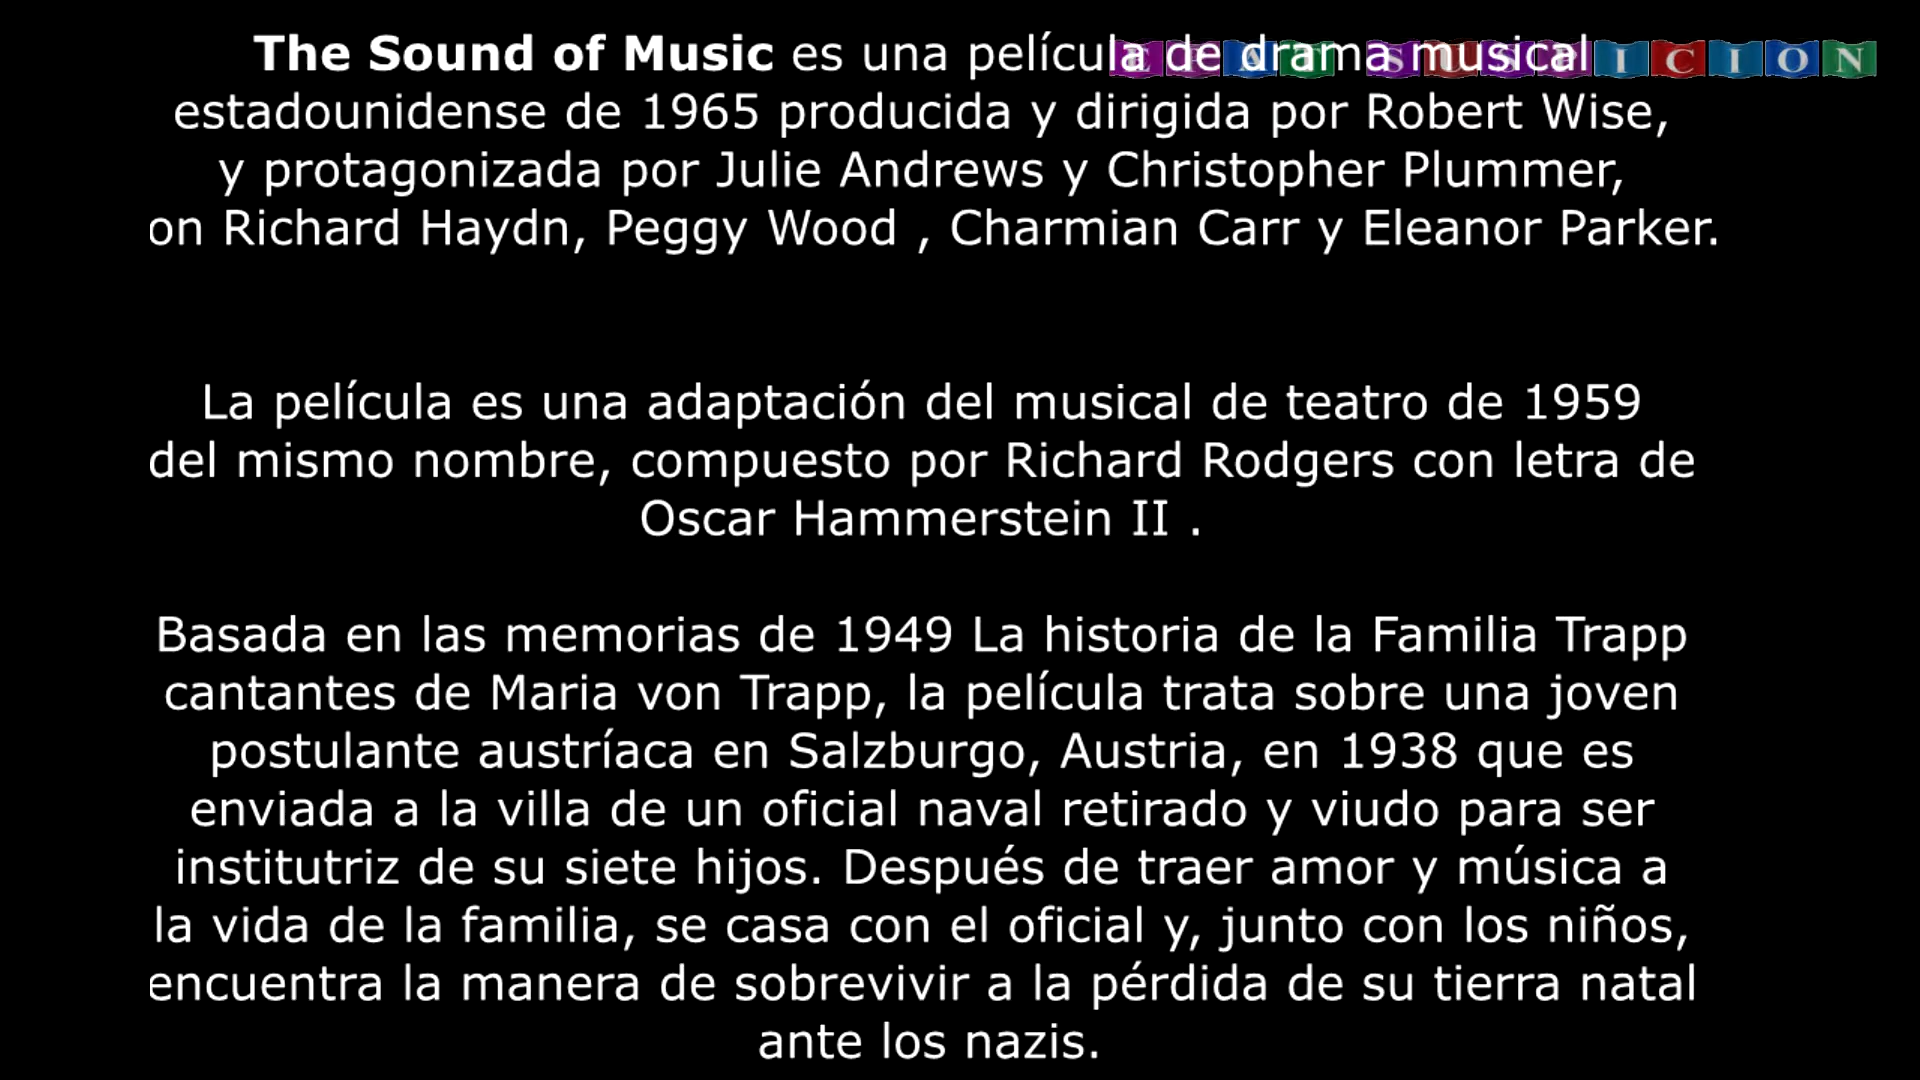 The Sound of Music es una película de drama musical
estadounidense de 1965 producida y dirigida por Robert Wise,
y protagonizada por Julie Andrews y Christopher Plummer,
on Richard Haydn, Peggy Wood , Charmian Carr y Eleanor Parker.
La película es una adaptación del musical de teatro de 1959
del mismo nombre, compuesto por Richard Rodgers con letra de
Oscar Hammerstein II .
Basada en las memorias de 1949 La historia de la Familia Trapp
cantantes de Maria von Trapp, la película trata sobre una joven
postulante austríaca en Salzburgo, Austria, en 1938 que es
enviada a la villa de un oficial naval retirado y viudo para ser
institutriz de su siete hijos. Después de traer amor y música a
la vida de la familia, se casa con el oficial y, junto con los niños,
encuentra la manera de sobrevivir a la pérdida de su tierra natal
ante los nazis.